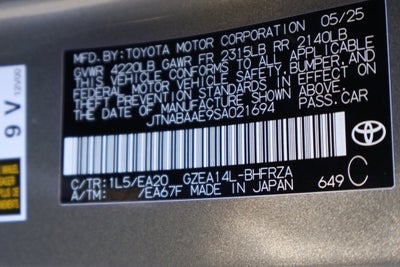 MFD.BY:TOYOTA MOTOR CORPORATION 05/25
GVWR 4220LB GAWR FR 2315LB RR 2140LB
THIS VEHICLE CONFORMS TO ALL APPLICABLE
FEDERAL MOTOR VEHICLE SAFETY,BUMPER,AND
THEFT PREVENTION STANDARDS IN EFFECT ON
THE DATE OF MANUFACTURE SHOWN ABOVE.
JTNABAAE9SA021694 PASS.CAR
C/TR:1L5/EA20 GZEA14L-BHFRZA
A/TM: /EA67F MADE IN JAPAN 649 C
9 V
12V00